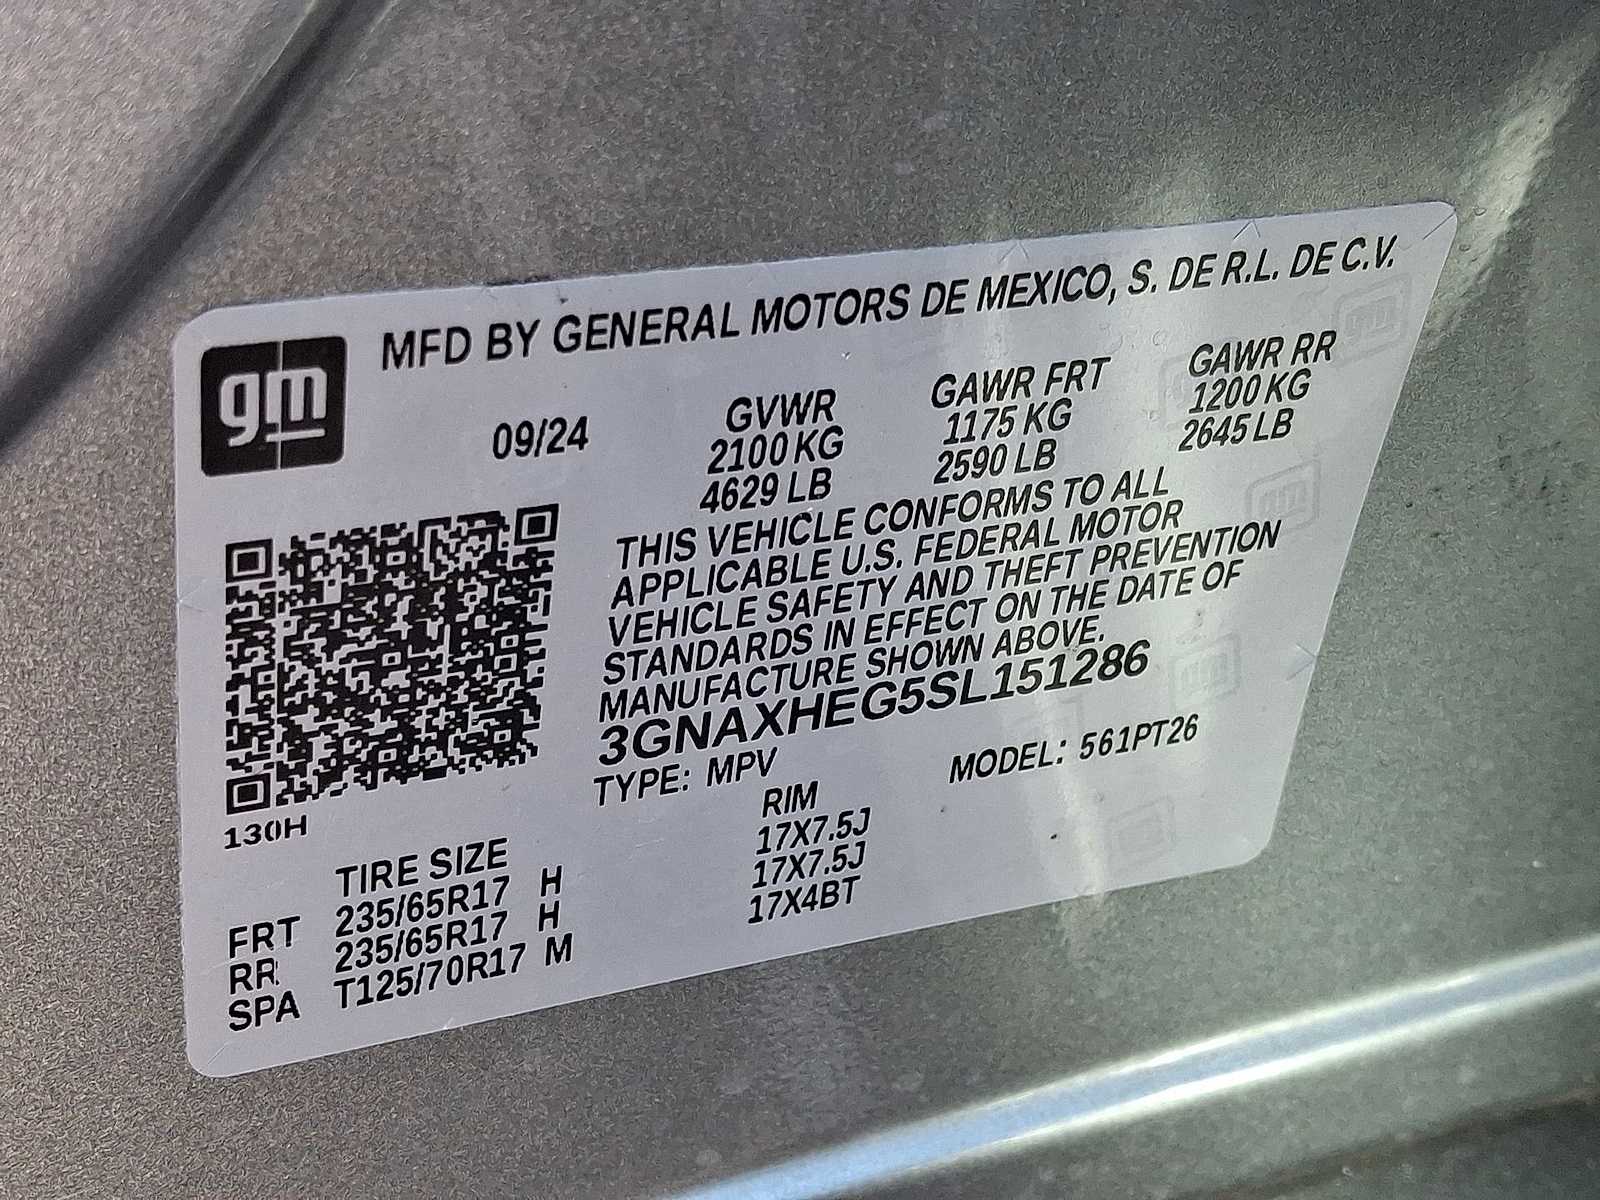 gm
MFD BY GENERAL MOTORS DE MEXICO, S. DE R.L. DE C.V.
09/24 GVWR GAWR FRT GAWR RR
2100 KG 1175 KG 1200 KG
4629 LB 2590 LB 2645 LB
THIS VEHICLE CONFORMS TO ALL
APPLICABLE U.S. FEDERAL MOTOR
VEHICLE SAFETY AND THEFT PREVENTION
STANDARDS IN EFFECT ON THE DATE OF
MANUFACTURE SHOWN ABOVE.
3GNAXHEG5SL151286
TYPE: MPV MODEL: 561PT26
130H
TIRE SIZE RIM
FRT 235/65R17 H 17X7.5J
RR 235/65R17 H 17X7.5J
SPA T125/70R17 M 17X4BT